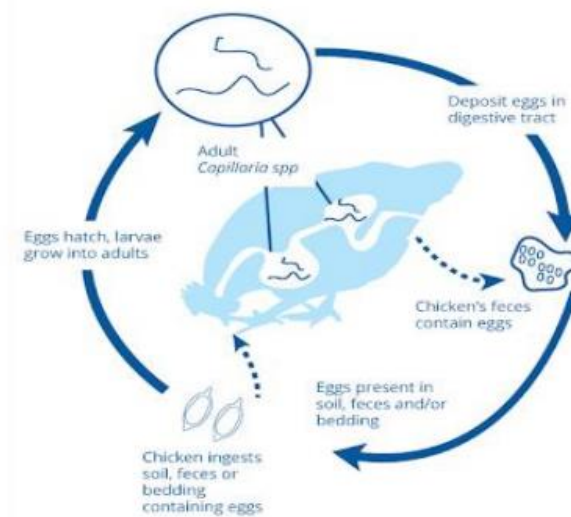 Deposit eggs in
digestive tract
Adult
Capillaria spp
Eggs hatch, larvae
grow into adults
Chicken's feces
contain eggs
Eggs present in
soil, feces and/or
bedding
Chicken ingests
soil, feces or
bedding
containing eggs